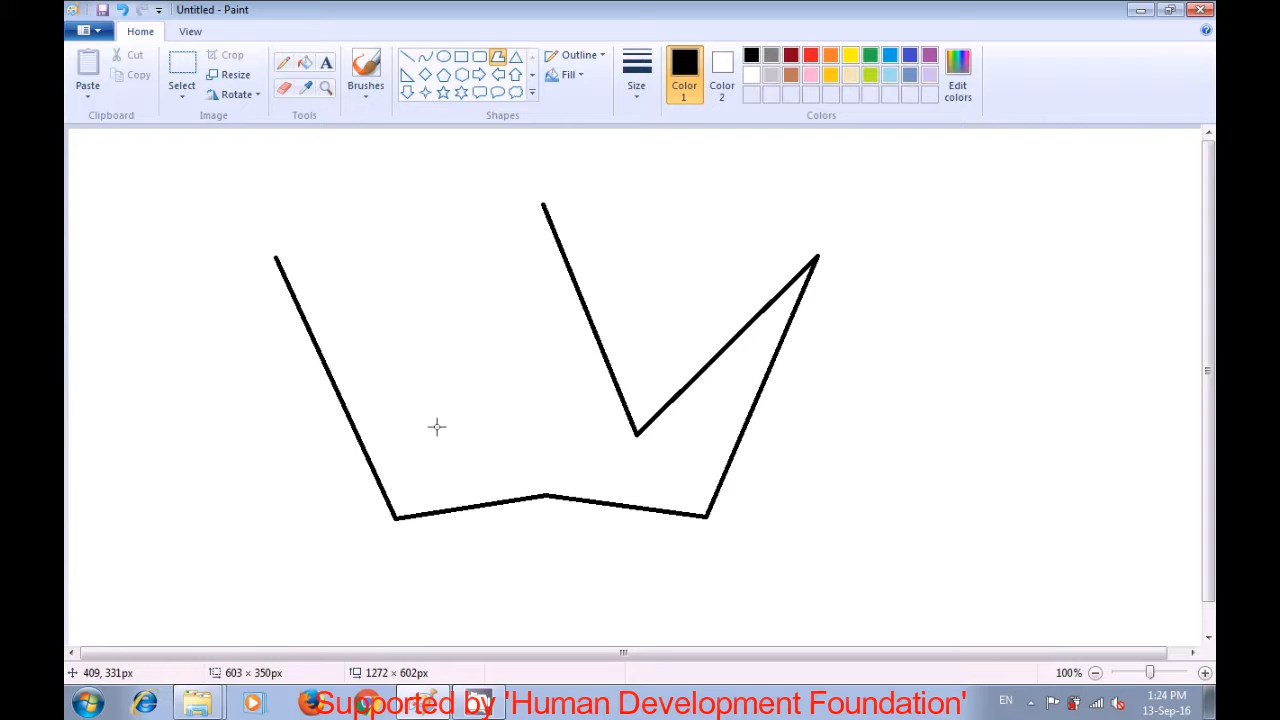 Untitled - Paint
Home View
Paste
Cut
Copy
Clipboard
Select
Crop
Resize
Rotate
Image
A
Tools
Brushes
Shapes
Outline
Fill
Size
Color 1
Color 2
Edit colors
Colors
409, 331px
603 × 350px
1272 × 602px
100%
EN
1:24 PM
13-Sep-16
Supported by 'Human Development Foundation'